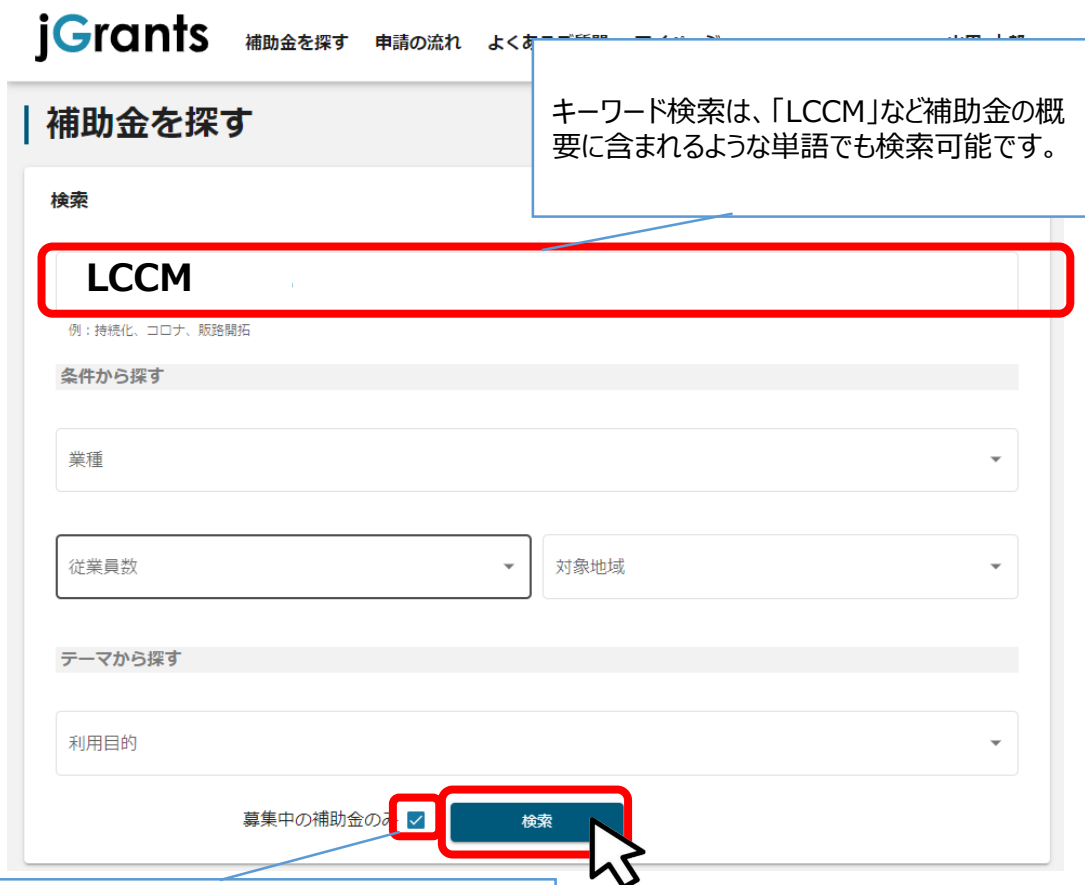 jGrants 補助金を探す 申請の流れ
キーワード検索は、「LCCM」など補助金の概
要に含まれるような単語でも検索可能です。
補助金を探す
検索
LCCM
例：持続化、コロナ、販路開拓
条件から探す
業種
従業員数 対象地域
テーマから探す
利用目的
募集中の補助金のみ 検索